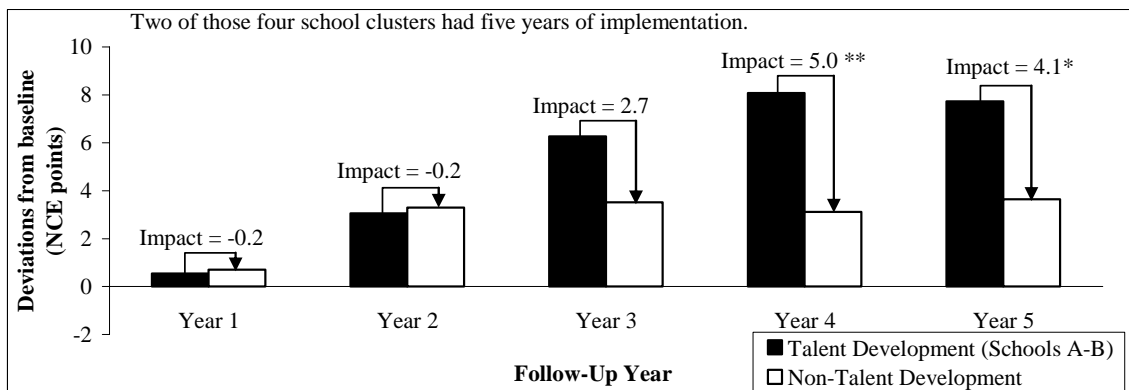 Two of those four school clusters had five years of implementation.
Deviations from baseline
(NCE points)
10
8
6
4
2
0
-2
Impact = -0.2
Impact = -0.2
Impact = 2.7
Impact = 5.0 **
Impact = 4.1*
Year 1
Year 2
Year 3
Year 4
Year 5
Follow-Up Year
Talent Development (Schools A-B)
Non-Talent Development